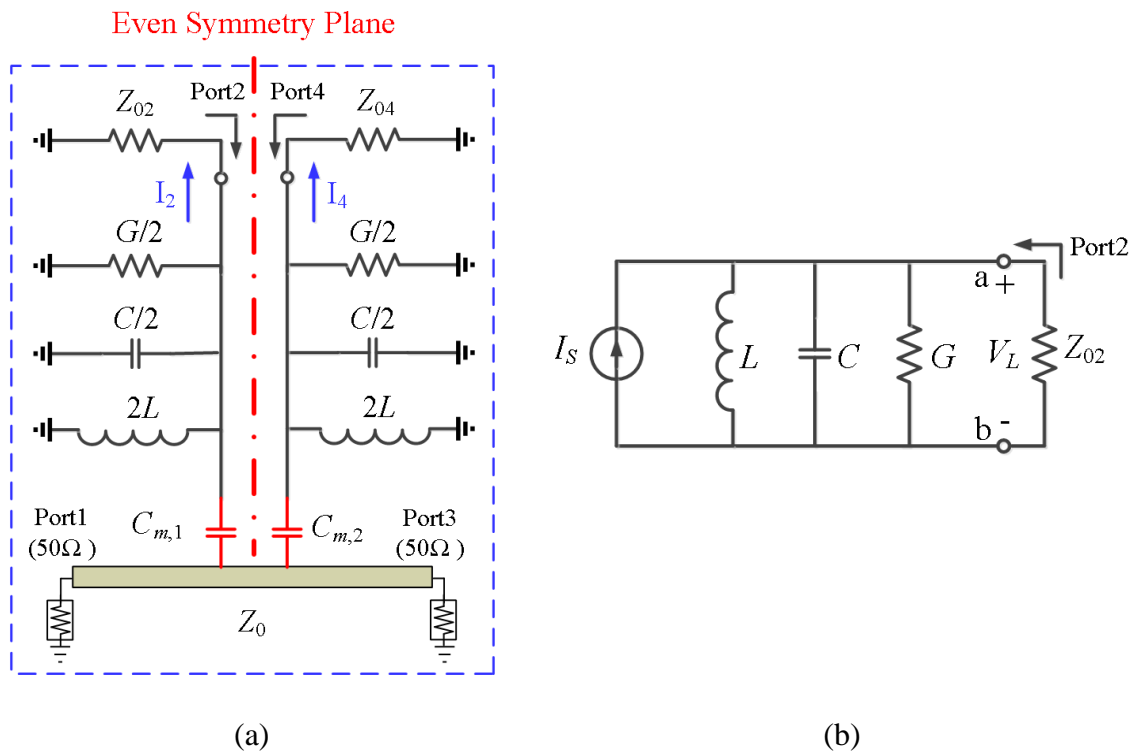 Even Symmetry Plane
Port2 Port4
Z02 Z04
I2 I4
G/2 G/2
C/2 C/2
2L 2L
Port1 Cm,1 Cm,2 Port3
(50Ω ) (50Ω )
Z0
(a)
Port2
a +
IS L C G VL Z02
b -
(b)